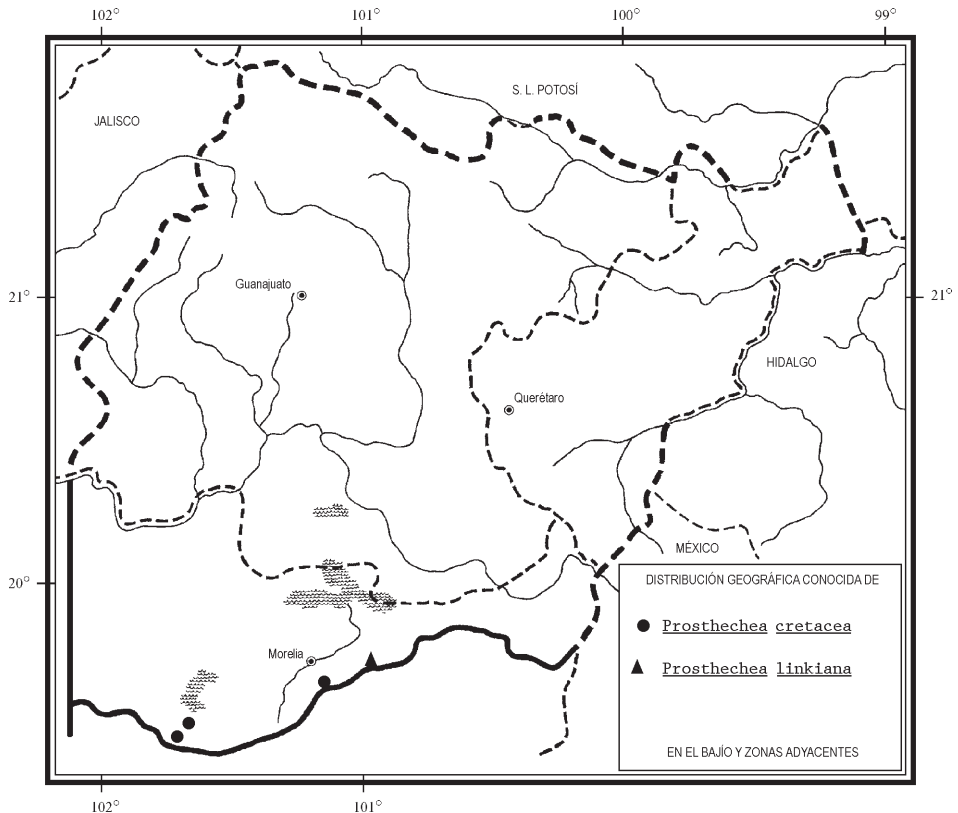 102° 101° 100° 99°
S. L. POTOSÍ
JALISCO
Guanajuato
21° 21°
HIDALGO
Querétaro
MÉXICO
20°
DISTRIBUCIÓN GEOGRÁFICA CONOCIDA DE
Prosthechea cretacea
Morelia
Prosthechea linkiana
EN EL BAJÍO Y ZONAS ADYACENTES
102° 101°